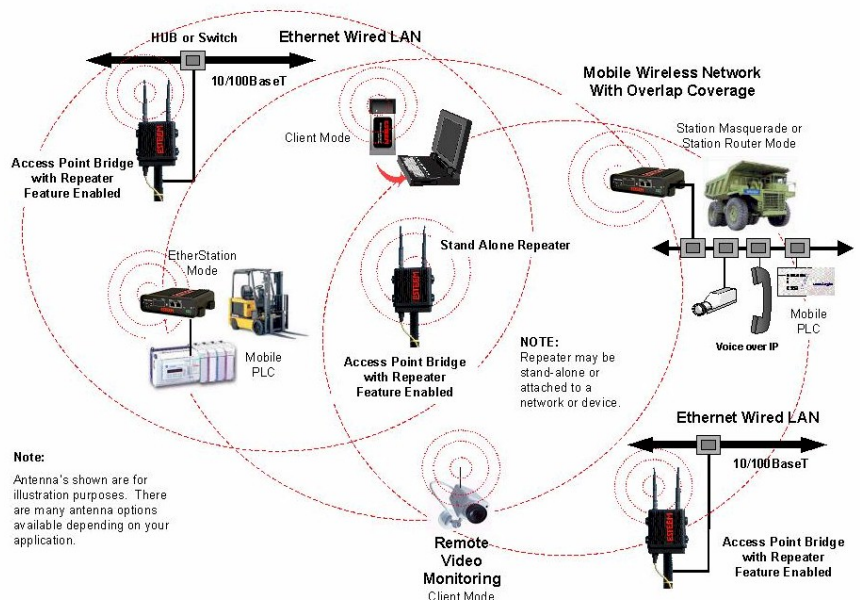 HUB or Switch
Ethernet Wired LAN
10/100BaseT
Access Point Bridge
with Repeater
Feature Enabled
ESTEEM
Client Mode
Mobile Wireless Network
With Overlap Coverage
Station Masquerade or
Station Router Mode
EtherStation
Mode
Mobile
PLC
Stand Alone Repeater
ESTEEM
Access Point Bridge
with Repeater
Feature Enabled
NOTE:
Repeater may be
stand-alone or
attached to a
network or device.
Voice over IP
Mobile
PLC
Ethernet Wired LAN
10/100BaseT
ESTEEM
Access Point Bridge
with Repeater
Feature Enabled
Note:
Antenna's shown are for
illustration purposes. There
are many antenna options
available depending on your
application.
Remote
Video
Monitoring
Client Mode